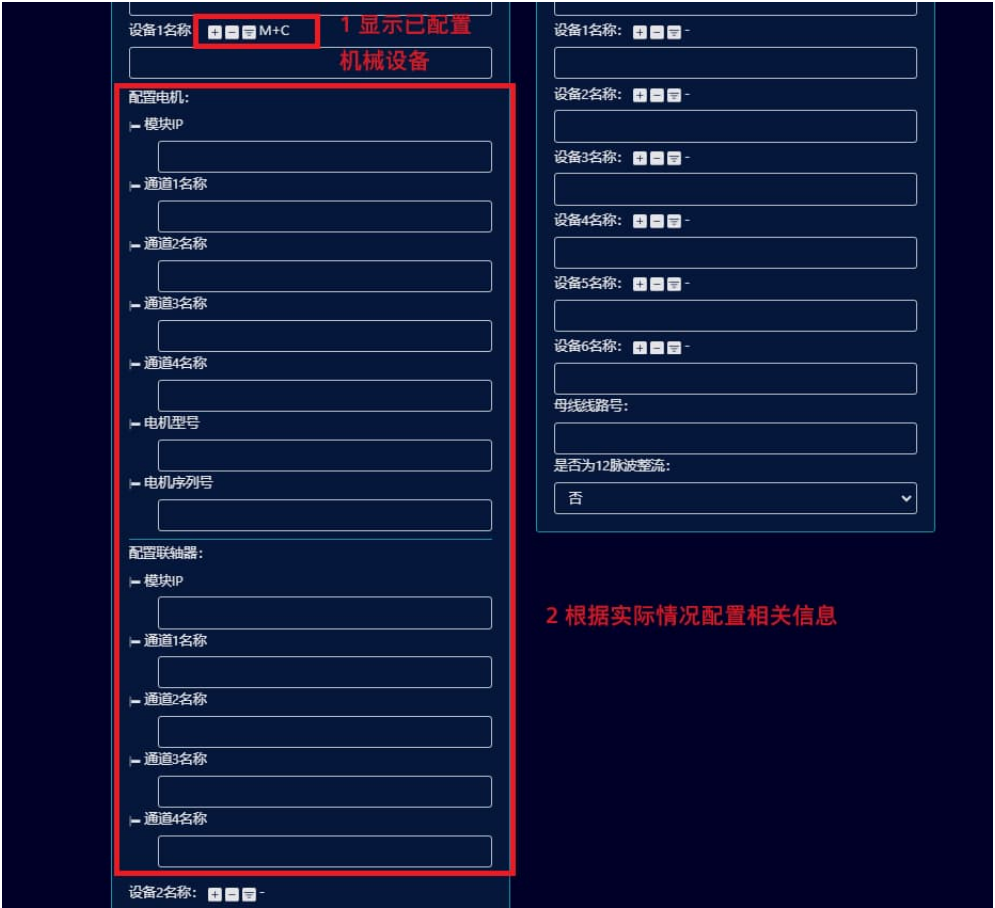 设备1名称 M+C
1 显示已配置
机械设备
配置电机：
模块IP
通道1名称
通道2名称
通道3名称
通道4名称
电机型号
电机序列号
配置联轴器：
模块IP
通道1名称
通道2名称
通道3名称
通道4名称
设备2名称： -
设备1名称： -
设备2名称： -
设备3名称： -
设备4名称： -
设备5名称： -
设备6名称： -
母线线路号：
是否为12脉波整流：
否
2 根据实际情况配置相关信息